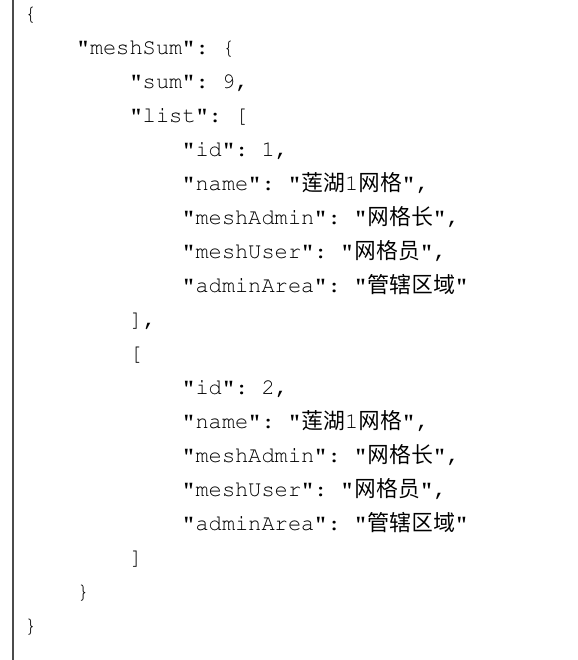 {
"meshSum": {
"sum": 9,
"list": [
"id": 1,
"name": "莲湖1网格",
"meshAdmin": "网格长",
"meshUser": "网格员",
"adminArea": "管辖区域"
],
[
"id": 2,
"name": "莲湖1网格",
"meshAdmin": "网格长",
"meshUser": "网格员",
"adminArea": "管辖区域"
]
}
}